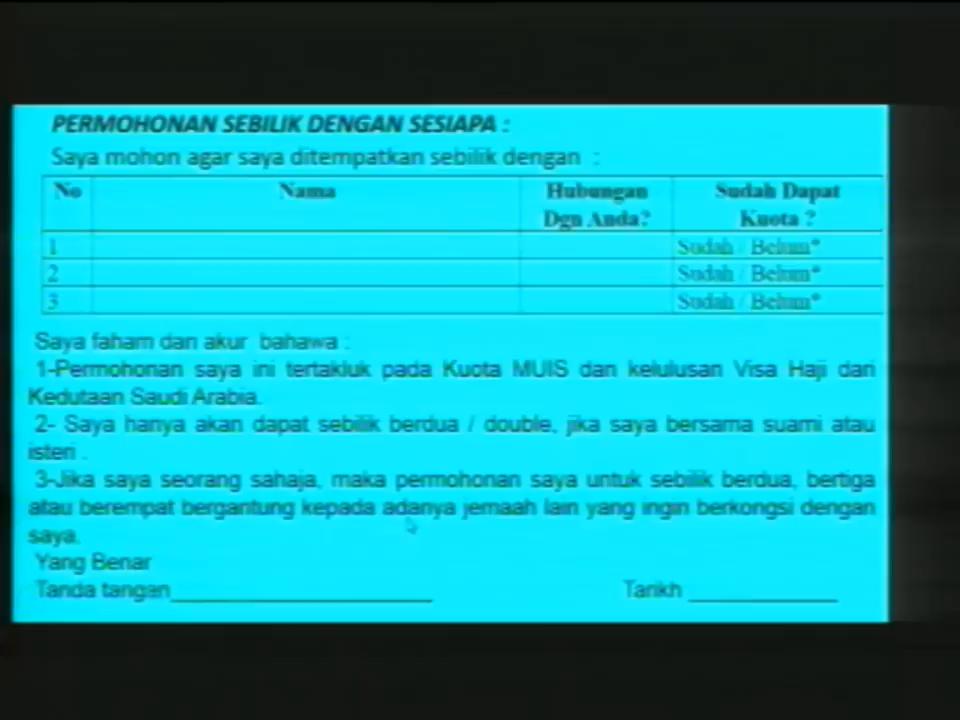 PERMOHONAN SEBILIK DENGAN SESIAPA :
Saya mohon agar saya ditempatkan sebilik dengan :
No Nama Hubungan Dgn Anda? Sudah Dapat Kuota ?
1 Sudah / Belum*
2 Sudah / Belum*
3 Sudah / Belum*
Saya faham dan akur bahawa :
1-Permohonan saya ini tertakluk pada Kuota MUIS dan kelulusan Visa Haji dari
Kedutaan Saudi Arabia.
2- Saya hanya akan dapat sebilik berdua / double, jika saya bersama suami atau
isteri .
3-Jika saya seorang sahaja, maka permohonan saya untuk sebilik berdua, bertiga
atau berempat bergantung kepada adanya jemaah lain yang ingin berkongsi dengan
saya.
Yang Benar
Tanda tangan______________________ Tarikh _____________